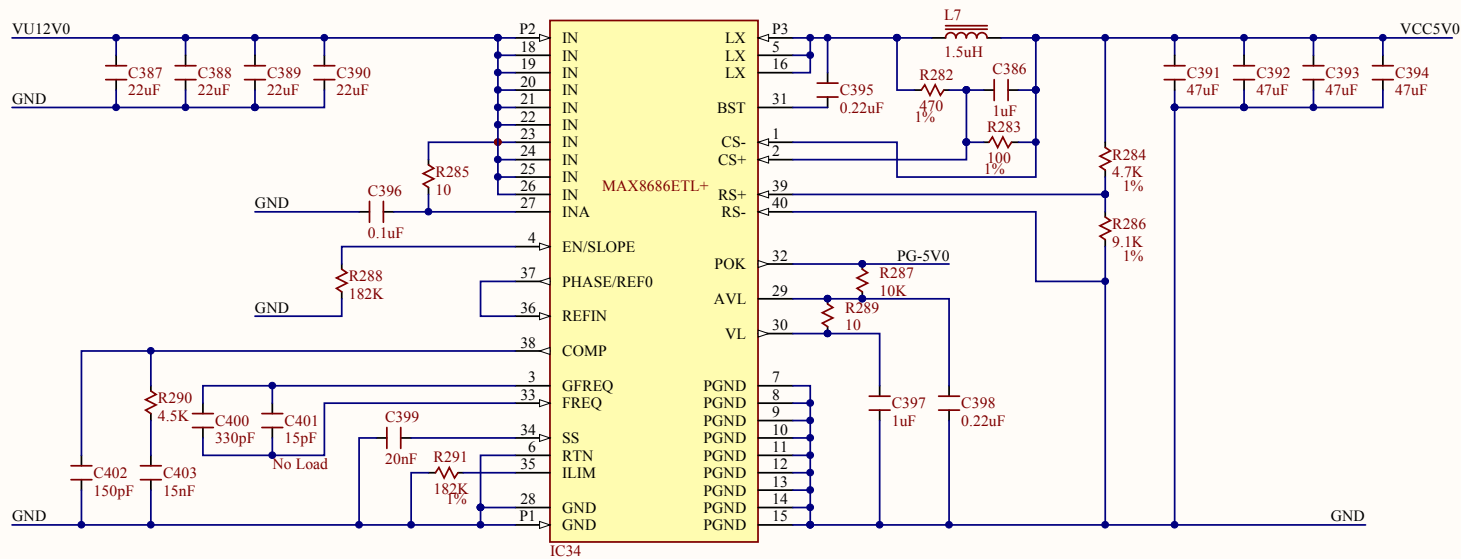 VU12V0
GND
C387
22uF
C388
22uF
C389
22uF
C390
22uF
GND
C396
0.1uF
R285
10
R288
182K
GND
C402
150pF
R290
4.5K
C403
15nF
C400
330pF
C401
15pF
No Load
C399
20nF
R291
182K
1%
GND
P2
18
19
20
21
22
23
24
25
26
27
4
37
36
38
3
33
34
6
35
28
P1
IN
IN
IN
IN
IN
IN
IN
IN
IN
IN
INA
EN/SLOPE
PHASE/REF0
REFIN
COMP
GFREQ
FREQ
SS
RTN
ILIM
GND
GND
MAX8686ETL+
IC34
LX
LX
LX
BST
CS-
CS+
RS+
RS-
POK
AVL
VL
PGND
PGND
PGND
PGND
PGND
PGND
PGND
PGND
PGND
P3
5
16
31
1
2
39
40
32
29
30
7
8
9
10
11
12
13
14
15
L7
1.5uH
VCC5V0
C395
0.22uF
R282
470
1%
C386
1uF
R283
100
1%
C391
47uF
C392
47uF
C393
47uF
C394
47uF
R284
4.7K
1%
R286
9.1K
1%
PG-5V0
R287
10K
R289
10
C397
1uF
C398
0.22uF
GND